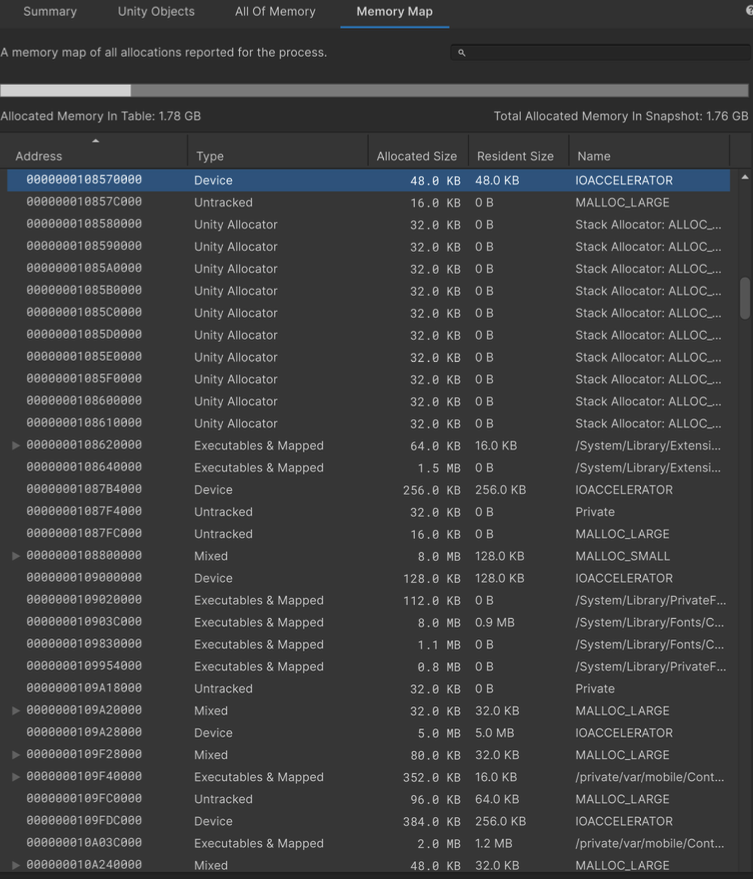 Summary Unity Objects All Of Memory Memory Map
A memory map of all allocations reported for the process.
Allocated Memory In Table: 1.78 GB Total Allocated Memory In Snapshot: 1.76 GB
Address Type Allocated Size Resident Size Name
0000000108570000 Device 48.0 KB 48.0 KB IOACCELERATOR
000000010857C000 Untracked 16.0 KB 0 B MALLOC_LARGE
0000000108580000 Unity Allocator 32.0 KB 0 B Stack Allocator: ALLOC_...
0000000108590000 Unity Allocator 32.0 KB 0 B Stack Allocator: ALLOC_...
00000001085A0000 Unity Allocator 32.0 KB 0 B Stack Allocator: ALLOC_...
00000001085B0000 Unity Allocator 32.0 KB 0 B Stack Allocator: ALLOC_...
00000001085C0000 Unity Allocator 32.0 KB 0 B Stack Allocator: ALLOC_...
00000001085D0000 Unity Allocator 32.0 KB 0 B Stack Allocator: ALLOC_...
00000001085E0000 Unity Allocator 32.0 KB 0 B Stack Allocator: ALLOC_...
00000001085F0000 Unity Allocator 32.0 KB 0 B Stack Allocator: ALLOC_...
0000000108600000 Unity Allocator 32.0 KB 0 B Stack Allocator: ALLOC_...
0000000108610000 Unity Allocator 32.0 KB 0 B Stack Allocator: ALLOC_...
0000000108620000 Executables & Mapped 64.0 KB 16.0 KB /System/Library/Extensi...
0000000108640000 Executables & Mapped 1.5 MB 0 B /System/Library/Extensi...
00000001087B4000 Device 256.0 KB 256.0 KB IOACCELERATOR
00000001087F4000 Untracked 32.0 KB 0 B Private
00000001087FC000 Untracked 16.0 KB 0 B MALLOC_LARGE
0000000108800000 Mixed 8.0 MB 128.0 KB MALLOC_SMALL
0000000109000000 Device 128.0 KB 128.0 KB IOACCELERATOR
0000000109020000 Executables & Mapped 112.0 KB 0 B /System/Library/PrivateF...
000000010903C000 Executables & Mapped 8.0 MB 0.9 MB /System/Library/Fonts/C...
0000000109830000 Executables & Mapped 1.1 MB 0 B /System/Library/Fonts/C...
0000000109954000 Executables & Mapped 0.8 MB 0 B /System/Library/PrivateF...
0000000109A18000 Untracked 32.0 KB 0 B Private
0000000109A20000 Mixed 32.0 KB 32.0 KB MALLOC_LARGE
0000000109A28000 Device 5.0 MB 5.0 MB IOACCELERATOR
0000000109F28000 Mixed 80.0 KB 32.0 KB MALLOC_LARGE
0000000109F40000 Executables & Mapped 352.0 KB 16.0 KB /private/var/mobile/Cont...
0000000109FC0000 Untracked 96.0 KB 64.0 KB MALLOC_LARGE
0000000109FDC000 Device 384.0 KB 256.0 KB IOACCELERATOR
000000010A03C000 Executables & Mapped 2.0 MB 1.2 MB /private/var/mobile/Cont...
000000010A240000 Mixed 48.0 KB 32.0 KB MALLOC_LARGE